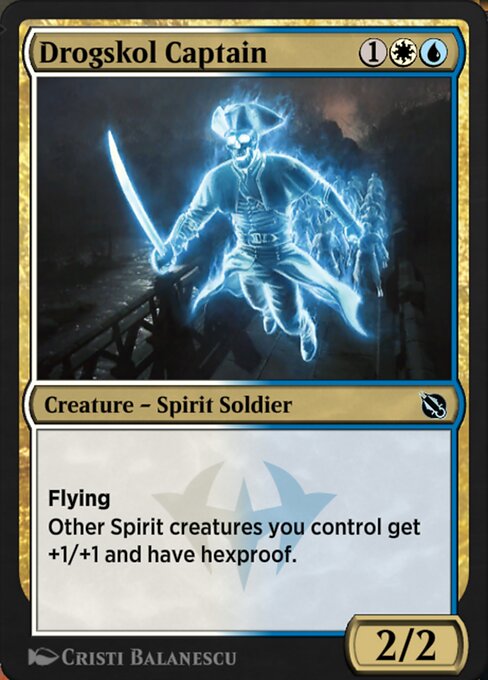 Drogskol Captain 1
Creature – Spirit Soldier
Flying
Other Spirit creatures you control get
+1/+1 and have hexproof.
2/2
Cristi Balanescu